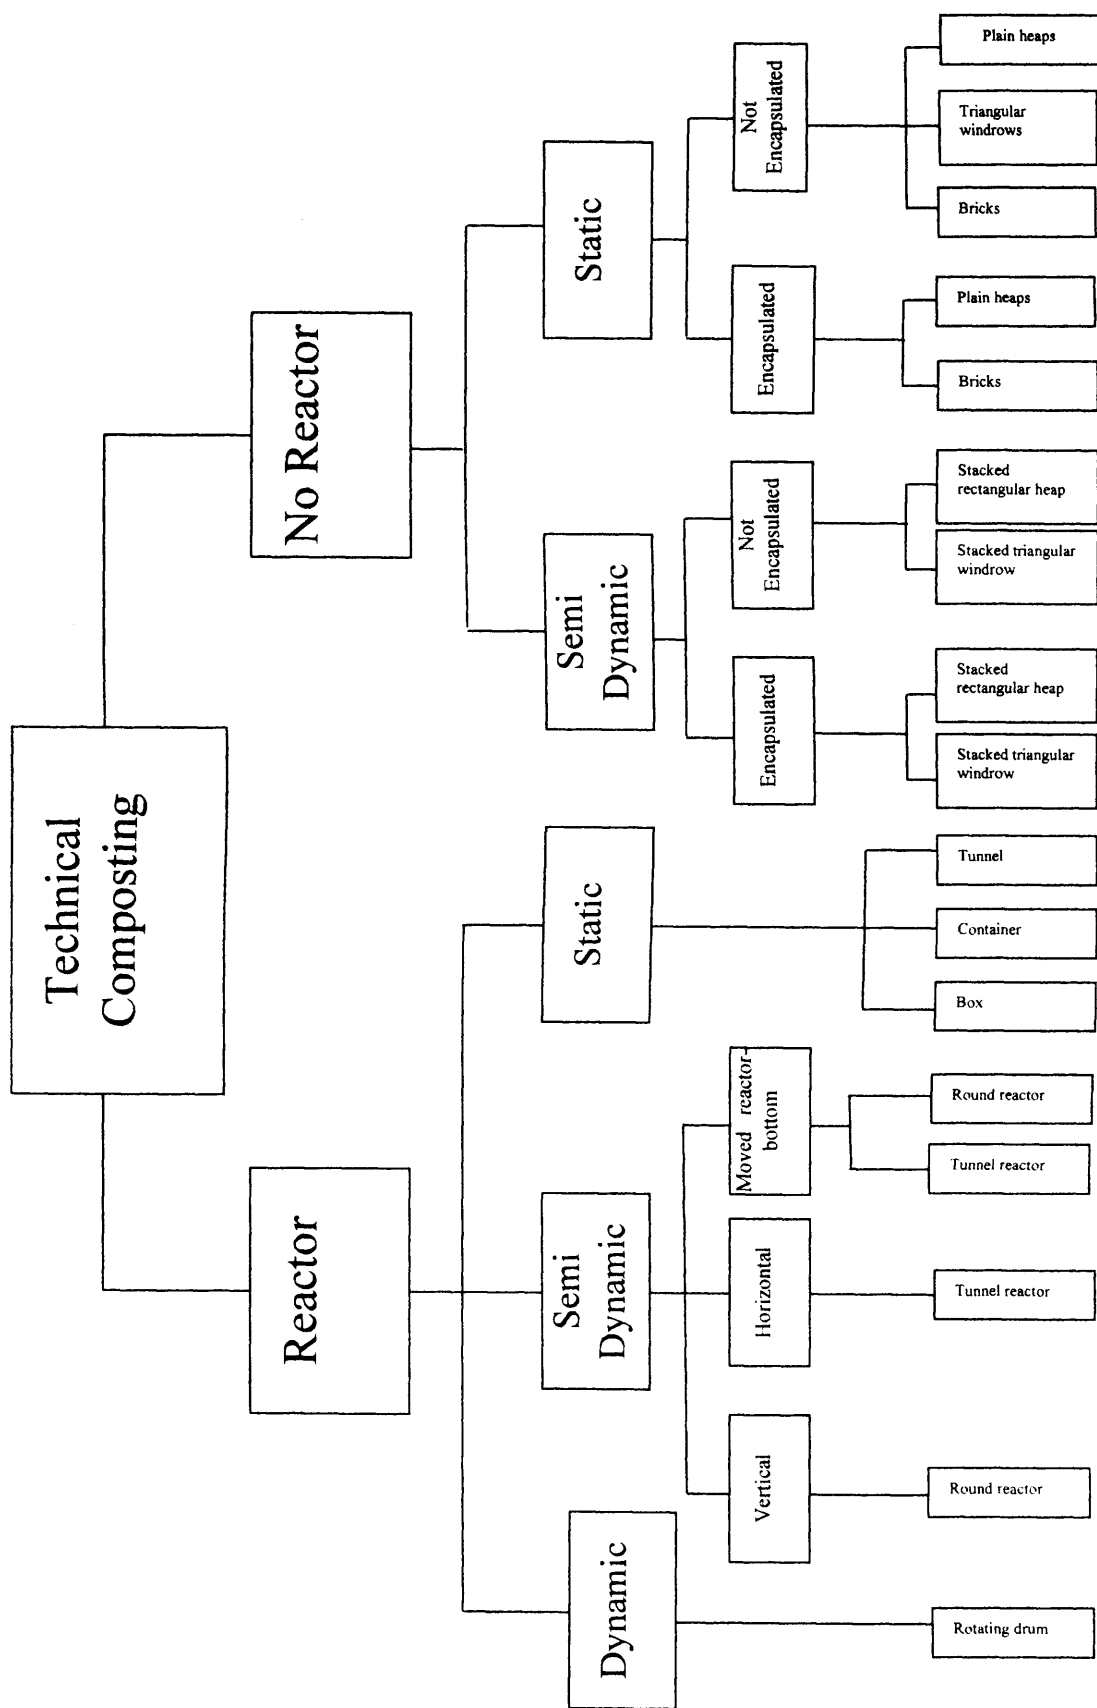 Technical
Composting
Reactor
No Reactor
Dynamic
Semi
Dynamic
Static
Semi
Dynamic
Static
Vertical
Horizontal
Moved reactor-
bottom
Encapsulated
Not
Encapsulated
Encapsulated
Not
Encapsulated
Rotating drum
Round reactor
Tunnel reactor
Tunnel reactor
Round reactor
Box
Container
Tunnel
Stacked triangular
windrow
Stacked
rectangular heap
Stacked triangular
windrow
Stacked
rectangular heap
Bricks
Plain heaps
Bricks
Triangular
windrows
Plain heaps